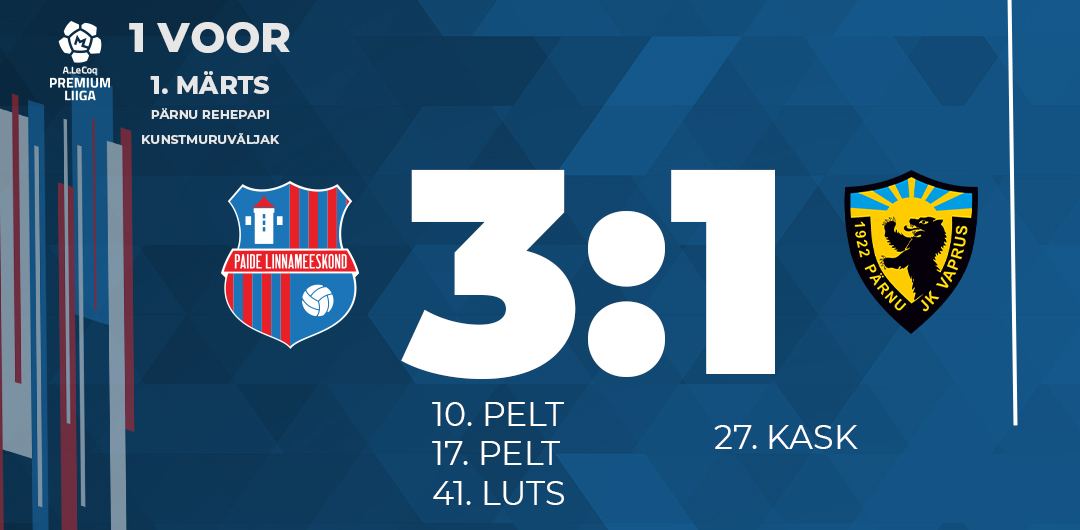 1 VOOR
1. MÄRTS
PÄRNU REHEPAPI
KUNSTMURUVÄLJAK
A.LeCoq
PREMIUM
LIIGA
PAIDE LINNAMEESKOND
3:1
1922 PÄRNU JK VAPRUS
10. PELT
17. PELT
41. LUTS
27. KASK